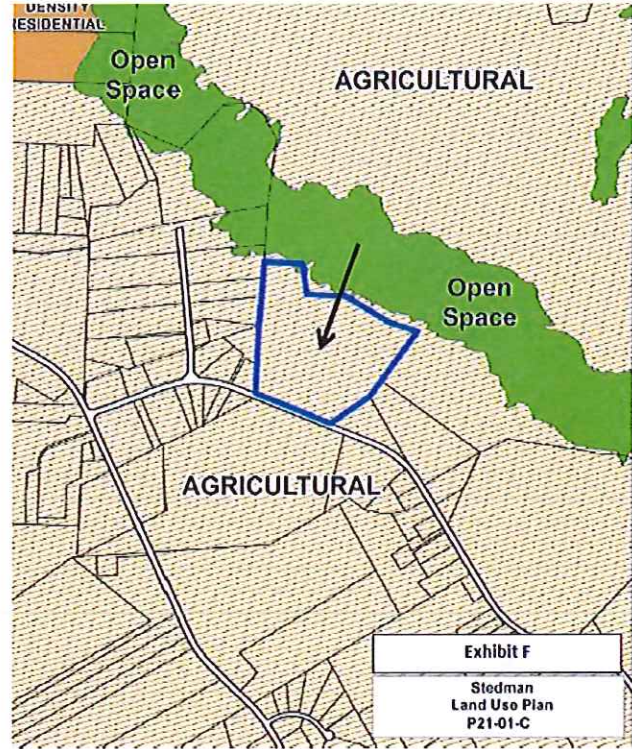 DENSITY
RESIDENTIAL
Open
Space
AGRICULTURAL
Open
Space
AGRICULTURAL
Exhibit F
Stedman
Land Use Plan
P21-01-C